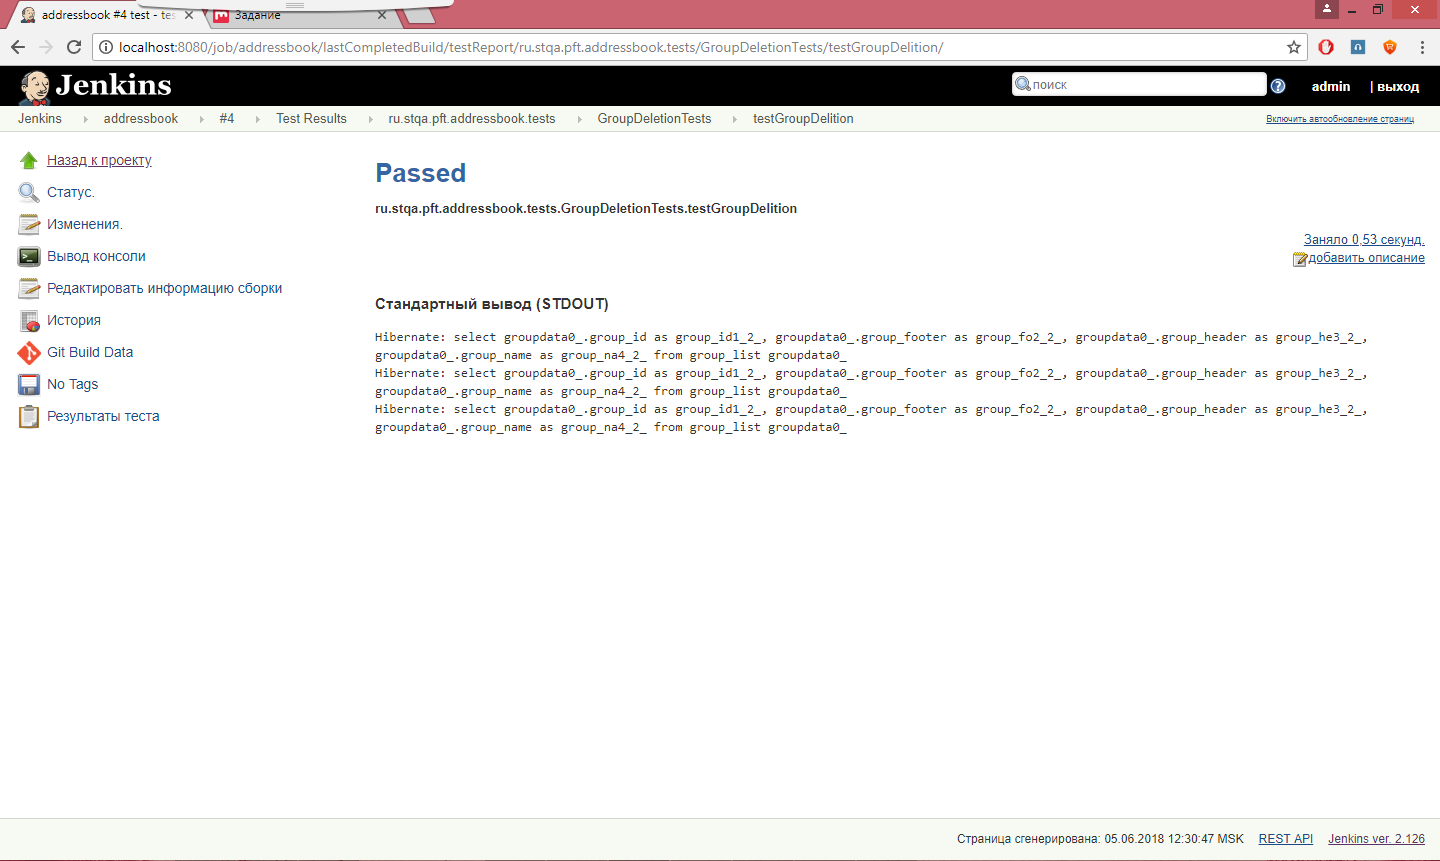 addressbook #4 test - tes
Задание
localhost:8080/job/addressbook/lastCompletedBuild/testReport/ru.stqa.pft.addressbook.tests/GroupDeletionTests/testGroupDelition/
Jenkins
поиск
admin
| выход
Jenkins addressbook #4 Test Results ru.stqa.pft.addressbook.tests GroupDeletionTests testGroupDelition
Включить автообновление страниц
Назад к проекту
Статус.
Изменения.
Вывод консоли
Редактировать информацию сборки
История
Git Build Data
No Tags
Результаты теста
Passed
ru.stqa.pft.addressbook.tests.GroupDeletionTests.testGroupDelition
Заняло 0,53 секунд.
добавить описание
Стандартный вывод (STDOUT)
Hibernate: select groupdata0_.group_id as group_id1_2_, groupdata0_.group_footer as group_fo2_2_, groupdata0_.group_header as group_he3_2_,
groupdata0_.group_name as group_na4_2_ from group_list groupdata0_
Hibernate: select groupdata0_.group_id as group_id1_2_, groupdata0_.group_footer as group_fo2_2_, groupdata0_.group_header as group_he3_2_,
groupdata0_.group_name as group_na4_2_ from group_list groupdata0_
Hibernate: select groupdata0_.group_id as group_id1_2_, groupdata0_.group_footer as group_fo2_2_, groupdata0_.group_header as group_he3_2_,
groupdata0_.group_name as group_na4_2_ from group_list groupdata0_
Страница сгенерирована: 05.06.2018 12:30:47 MSK REST API Jenkins ver. 2.126